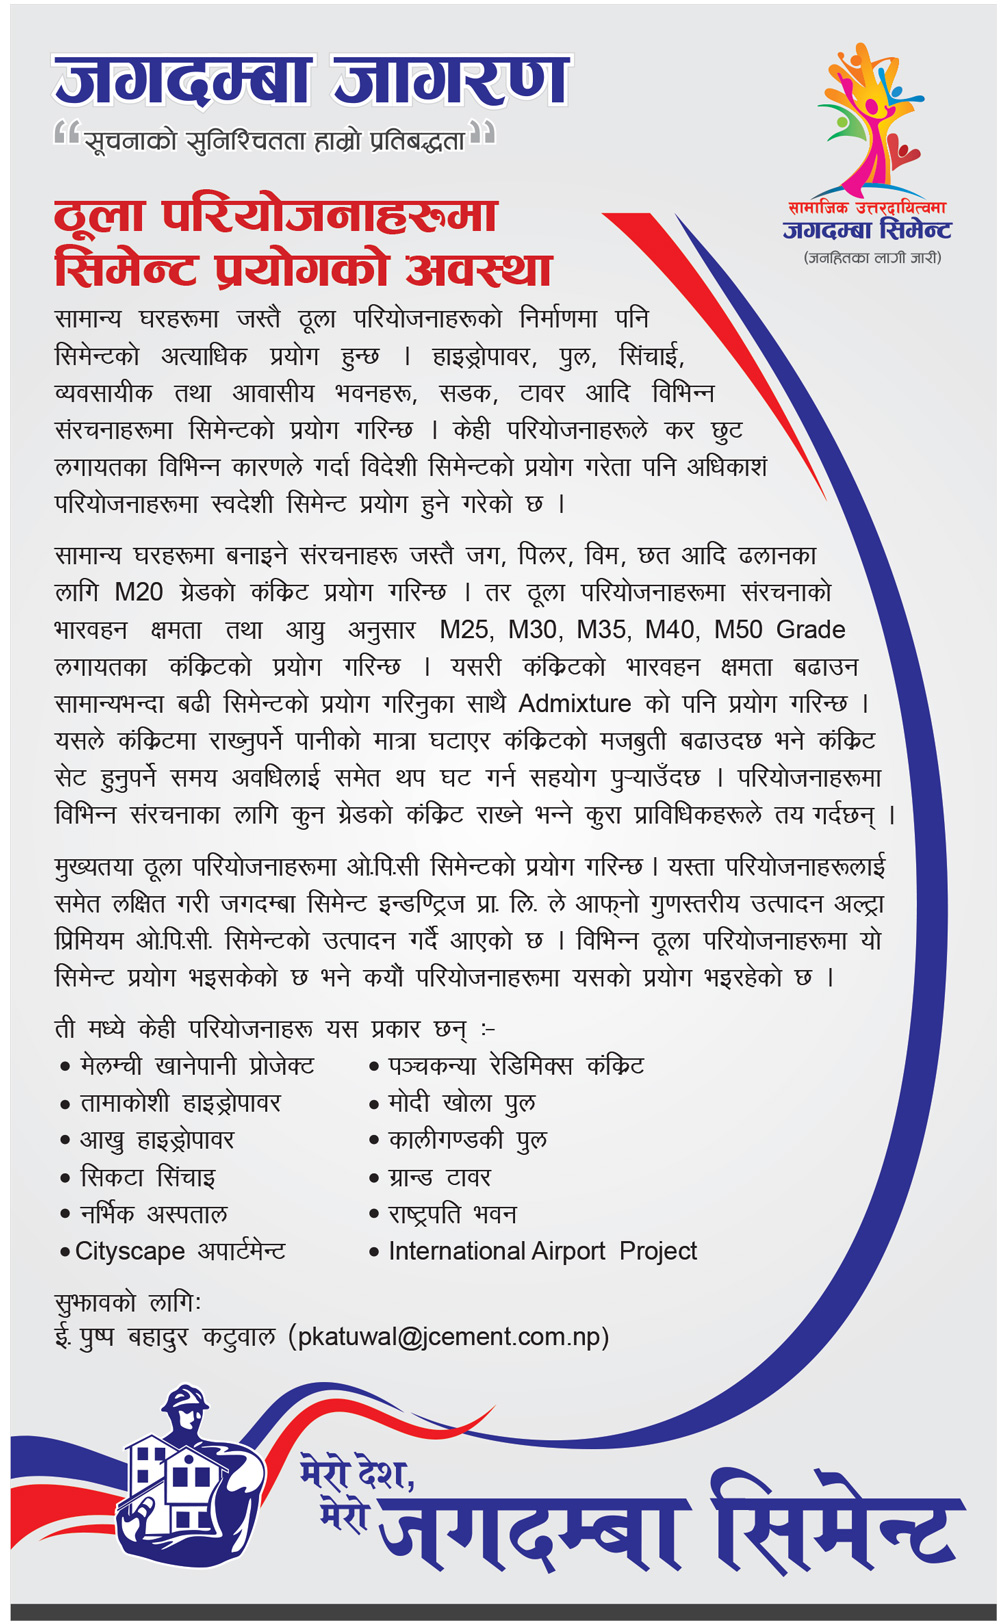 जगदम्बा जागरण
“सूचनाको सुनिश्चितता हाम्रो प्रतिबद्धता”
सामाजिक उत्तरदायित्वमा
जगदम्बा सिमेन्ट
(जनहितका लागी जारी)
ठूला परियोजनाहरुमा
सिमेन्ट प्रयोगको अवस्था
सामान्य घरहरूमा जस्तै ठूला परियोजनाहरूको निर्माणमा पनि
सिमेन्टको अत्याधिक प्रयोग हुन्छ । हाइड्रोपावर, पुल, सिंचाई,
व्यवसायीक तथा आवासीय भवनहरू, सडक, टावर आदि विभिन्न
संरचनाहरूमा सिमेन्टको प्रयोग गरिन्छ । केही परियोजनाहरूले कर छुट
लगायतका विभिन्न कारणले गर्दा विदेशी सिमेन्टको प्रयोग गरेता पनि अधिकाशं
परियोजनाहरूमा स्वदेशी सिमेन्ट प्रयोग हुने गरेको छ ।
सामान्य घरहरूमा बनाइने संरचनाहरू जस्तै जग, पिलर, विम, छत आदि ढलानका
लागि M20 ग्रेडको कंक्रिट प्रयोग गरिन्छ । तर ठूला परियोजनाहरूमा संरचनाको
भारवहन क्षमता तथा आयु अनुसार M25, M30, M35, M40, M50 Grade
लगायतका कंक्रिटको प्रयोग गरिन्छ । यसरी कंक्रिटको भारवहन क्षमता बढाउन
सामान्यभन्दा बढी सिमेन्टको प्रयोग गरिनुका साथै Admixture को पनि प्रयोग गरिन्छ ।
यसले कंक्रिटमा राख्नुपर्ने पानीको मात्रा घटाएर कंक्रिटको मजबुती बढाउदछ भने कंक्रिट
सेट हुनुपर्ने समय अवधिलाई समेत थप घट गर्न सहयोग पुऱ्याउँदछ । परियोजनाहरूमा
विभिन्न संरचनाका लागि कुन ग्रेडको कंक्रिट राख्ने भन्ने कुरा प्राविधिकहरूले तय गर्दछन् ।
मुख्यतया ठूला परियोजनाहरूमा ओ.पि.सी सिमेन्टको प्रयोग गरिन्छ । यस्ता परियोजनाहरूलाई
समेत लक्षित गरी जगदम्बा सिमेन्ट इन्डष्ट्रिज प्रा. लि. ले आफ्नो गुणस्तरीय उत्पादन अल्ट्रा
प्रिमियम ओ.पि.सी. सिमेन्टको उत्पादन गर्दै आएको छ । विभिन्न ठूला परियोजनाहरूमा यो
सिमेन्ट प्रयोग भइसकेको छ भने कयौं परियोजनाहरूमा यसको प्रयोग भइरहेको छ ।
ती मध्ये केही परियोजनाहरू यस प्रकार छन् :–
• मेलम्ची खानेपानी प्रोजेक्ट
• तामाकोशी हाइड्रोपावर
• आखु हाइड्रोपावर
• सिकटा सिंचाइ
• नर्भिक अस्पताल
• Cityscape अपार्टमेन्ट
• पञ्चकन्या रेडिमिक्स कंक्रिट
• मोदी खोला पुल
• कालीगण्डकी पुल
• ग्रान्ड टावर
• राष्ट्रपति भवन
• International Airport Project
सुझावको लागि:
ई. पुष्प बहादुर कटुवाल (pkatuwal@jcement.com.np)
मेरो देश,
मेरो जगदम्बा सिमेन्ट